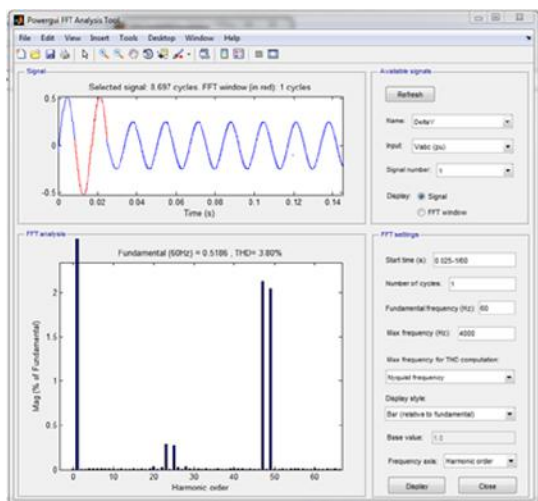 Powergui FFT Analysis Tool
File Edit View Insert Tools Desktop Window Help
Signal
Selected signal: 8.697 cycles. FFT window (in red): 1 cycles
0.5
0
-0.5
0 0.02 0.04 0.06 0.08 0.1 0.12 0.14
Time (s)
FFT analysis
Fundamental (60Hz) = 0.5186 , THD= 3.80%
Mag (% of Fundamental)
2
1.5
1
0.5
0
0 10 20 30 40 50 60
Harmonic order
Available signals
Refresh
Name:
Input:
Signal number:
Display: Signal
FFT window
FFT settings
Start time (s): 0.025-1/60
Number of cycles: 1
Fundamental frequency (Hz): 60
Max frequency (Hz): 4000
Max frequency for THD computation:
Nyquist frequency
Display style:
Bar (relative to fundamental)
Base value: 1.0
Frequency axis: Harmonic order
Display Close